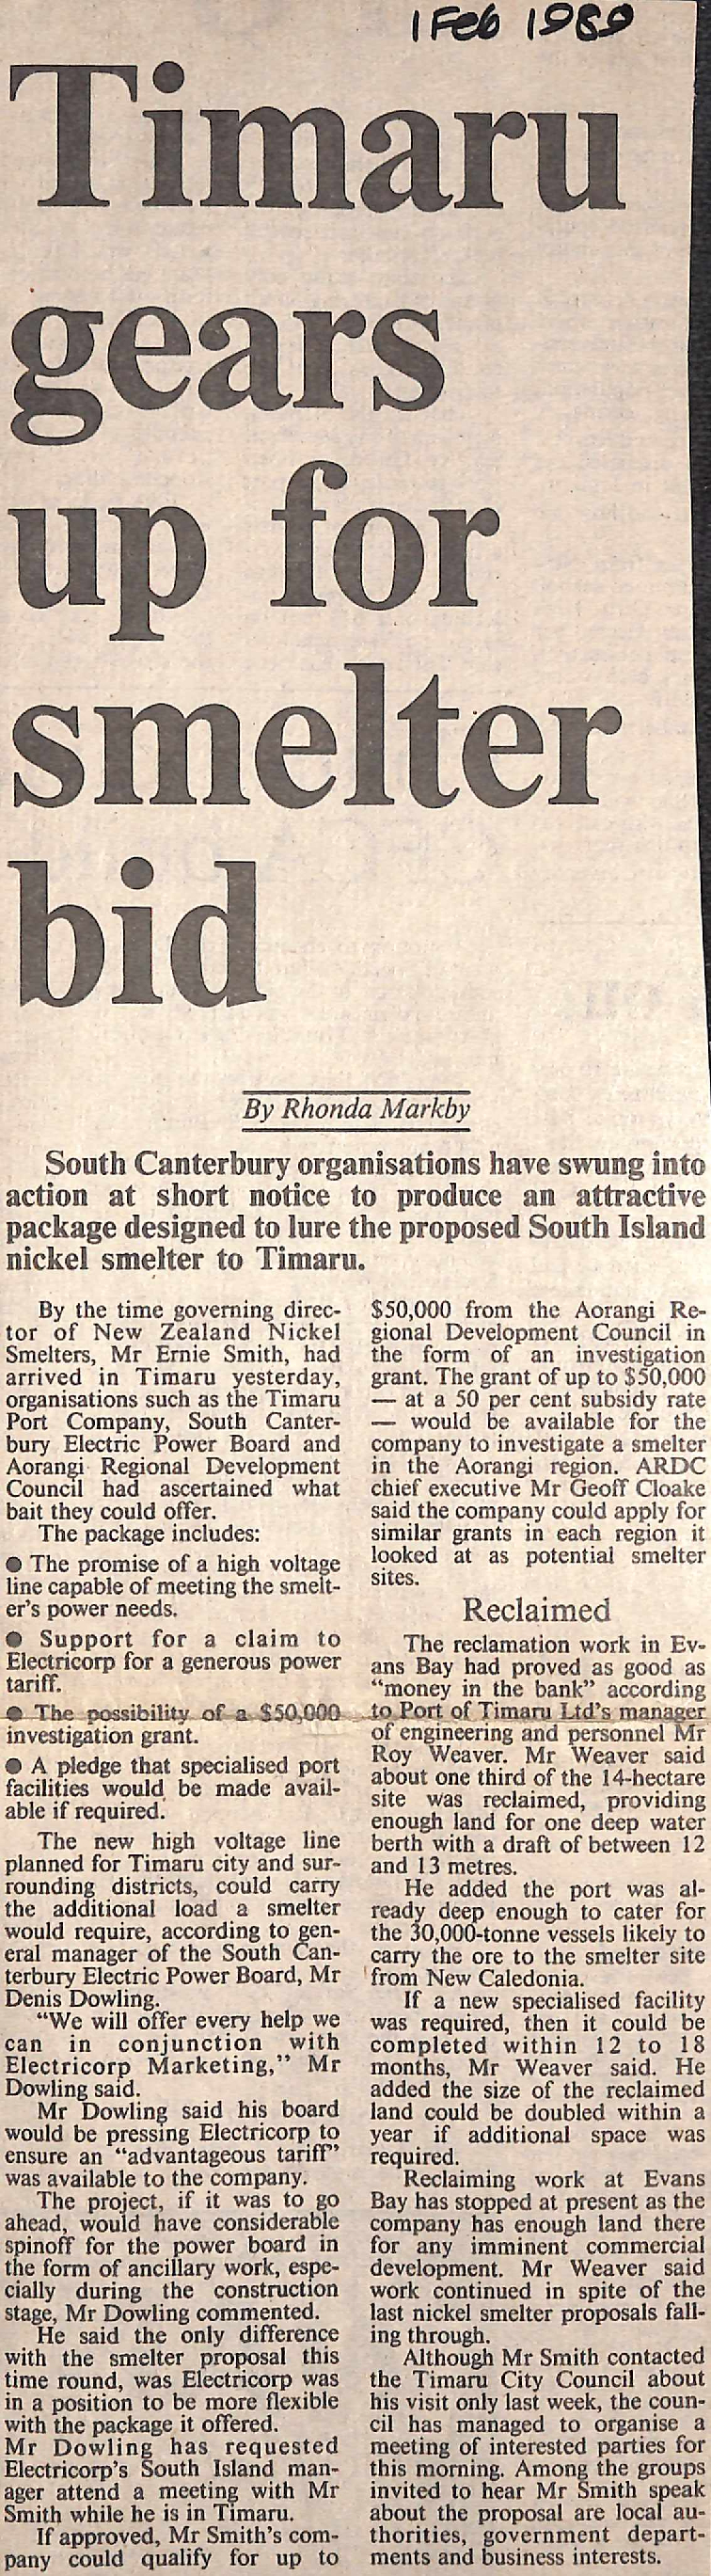 1 Feb 1989
Timaru
gears
up for
smelter
bid
By Rhonda Markby
South Canterbury organisations have swung into
action at short notice to produce an attractive
package designed to lure the proposed South Island
nickel smelter to Timaru.
By the time governing direc-
tor of New Zealand Nickel
Smelters, Mr Ernie Smith, had
arrived in Timaru yesterday,
organisations such as the Timaru
Port Company, South Canter-
bury Electric Power Board and
Aorangi Regional Development
Council had ascertained what
bait they could offer.
The package includes:
● The promise of a high voltage
line capable of meeting the smelt-
er's power needs.
● Support for a claim to
Electricorp for a generous power
tariff.
● The possibility of a $50,000
investigation grant.
● A pledge that specialised port
facilities would be made avail-
able if required.
The new high voltage line
planned for Timaru city and sur-
rounding districts, could carry
the additional load a smelter
would require, according to gen-
eral manager of the South Can-
terbury Electric Power Board, Mr
Denis Dowling.
"We will offer every help we
can in conjunction with
Electricorp Marketing," Mr
Dowling said.
Mr Dowling said his board
would be pressing Electricorp to
ensure an "advantageous tariff"
was available to the company.
The project, if it was to go
ahead, would have considerable
spinoff for the power board in
the form of ancillary work, espe-
cially during the construction
stage, Mr Dowling commented.
He said the only difference
with the smelter proposal this
time round, was Electricorp was
in a position to be more flexible
with the package it offered.
Mr Dowling has requested
Electricorp's South Island man-
ager attend a meeting with Mr
Smith while he is in Timaru.
If approved, Mr Smith's com-
pany could qualify for up to
$50,000 from the Aorangi Re-
gional Development Council in
the form of an investigation
grant. The grant of up to $50,000
— at a 50 per cent subsidy rate
— would be available for the
company to investigate a smelter
in the Aorangi region. ARDC
chief executive Mr Geoff Cloake
said the company could apply for
similar grants in each region it
looked at as potential smelter
sites.
Reclaimed
The reclamation work in Ev-
ans Bay had proved as good as
"money in the bank" according
to Port of Timaru Ltd's manager
of engineering and personnel Mr
Roy Weaver. Mr Weaver said
about one third of the 14-hectare
site was reclaimed, providing
enough land for one deep water
berth with a draft of between 12
and 13 metres.
He added the port was al-
ready deep enough to cater for
the 30,000-tonne vessels likely to
carry the ore to the smelter site
from New Caledonia.
If a new specialised facility
was required, then it could be
completed within 12 to 18
months, Mr Weaver said. He
added the size of the reclaimed
land could be doubled within a
year if additional space was
required.
Reclaiming work at Evans
Bay has stopped at present as the
company has enough land there
for any imminent commercial
development. Mr Weaver said
work continued in spite of the
last nickel smelter proposals fall-
ing through.
Although Mr Smith contacted
the Timaru City Council about
his visit only last week, the coun-
cil has managed to organise a
meeting of interested parties for
this morning. Among the groups
invited to hear Mr Smith speak
about the proposal are local au-
thorities, government depart-
ments and business interests.